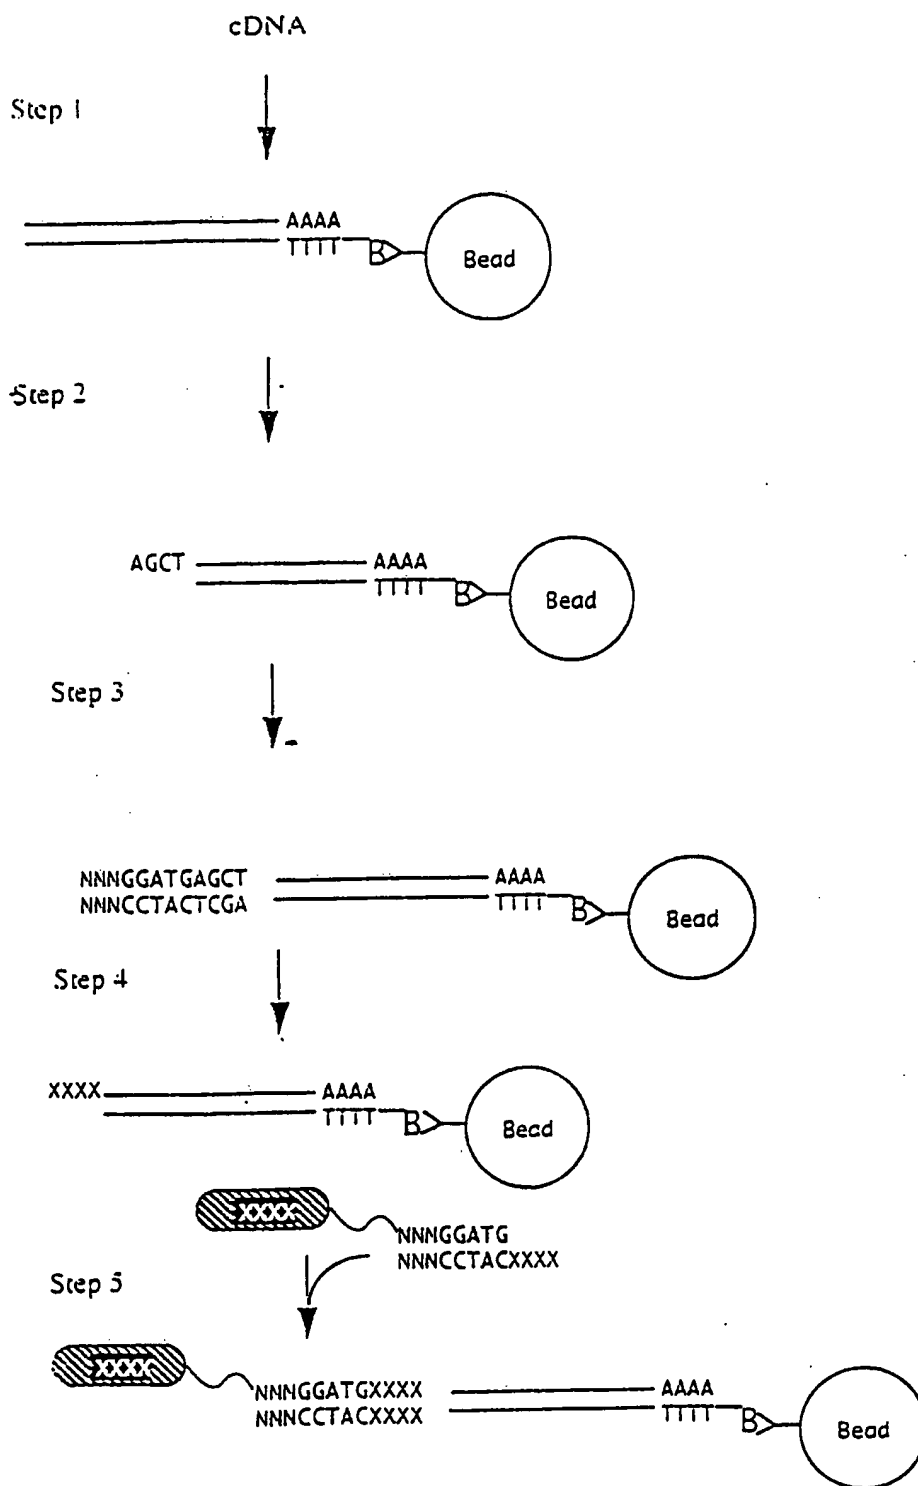 cDNA
Step 1
AAAA
TTTT
B
Bead
Step 2
AGCT
AAAA
TTTT
B
Bead
Step 3
NNNGGATGAGCT
AAAA
NNNCCTACTCGA
TTTT
B
Bead
Step 4
XXXX
AAAA
TTTT
B
Bead
XXXX
NNNGGATG
NNNCCTACXXXX
Step 5
XXXX
NNNGGATGXXXX
AAAA
NNNCCTACXXXX
TTTT
B
Bead